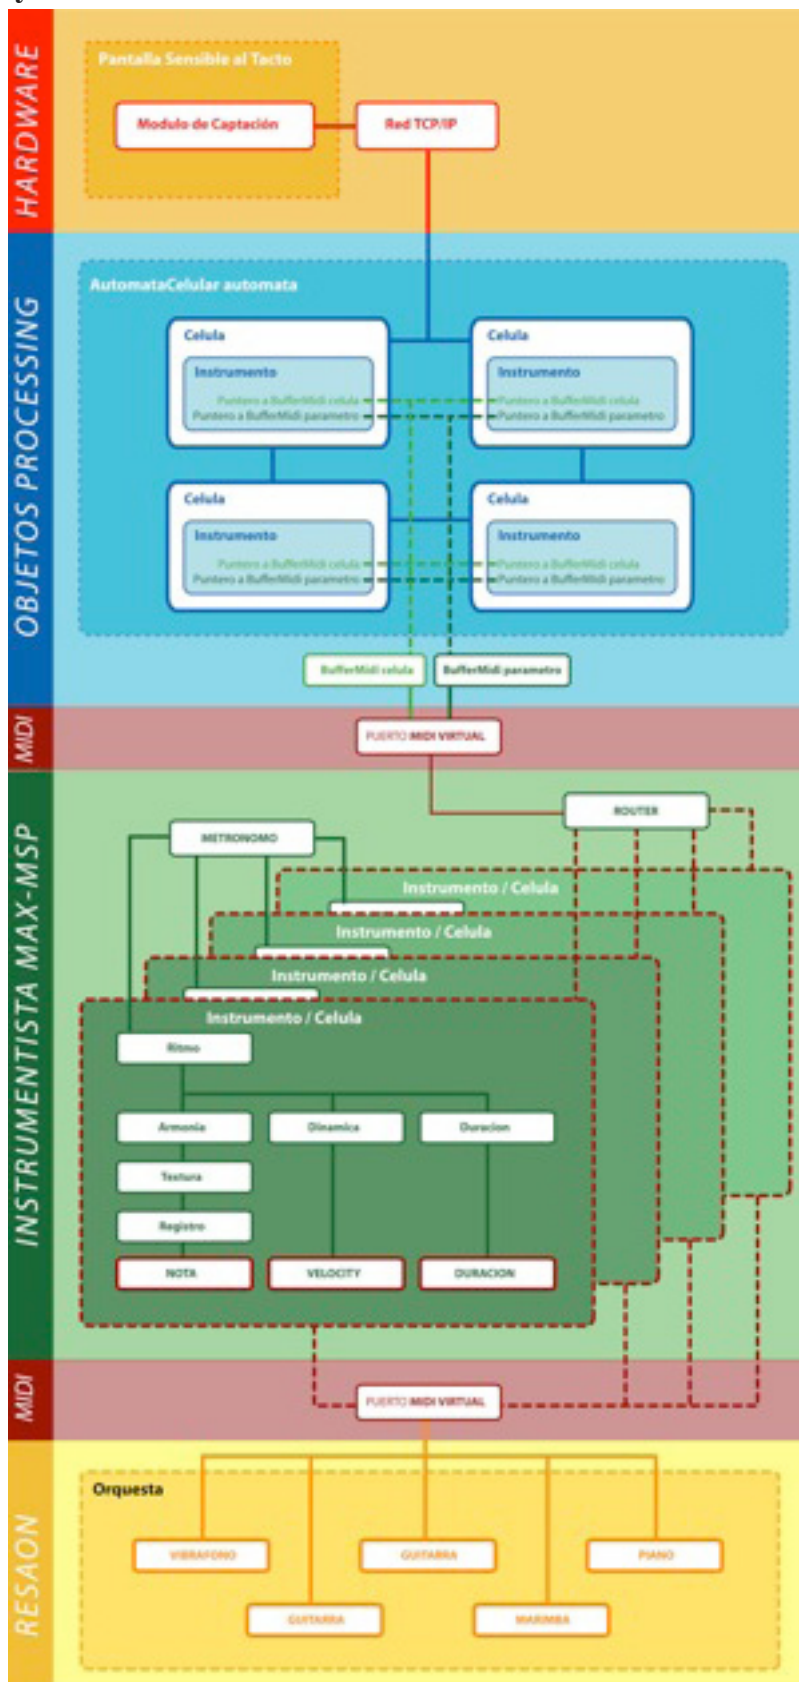 HARDWARE
Pantalla Sensible al Tacto
Modulo de Captación
Red TCP/IP
OBJETOS PROCESSING
AutomataCelular automata
Celula
Instrumento
Puntero a BufferMidi celula
Puntero a BufferMidi parametro
Celula
Instrumento
Puntero a BufferMidi celula
Puntero a BufferMidi parametro
Celula
Instrumento
Puntero a BufferMidi celula
Puntero a BufferMidi parametro
Celula
Instrumento
Puntero a BufferMidi celula
Puntero a BufferMidi parametro
BufferMidi celula
BufferMidi parametro
MIDI
PUERTO MIDI VIRTUAL
INSTRUMENTISTA MAX-MSP
ROUTER
METRONOMO
Instrumento / Celula
Instrumento / Celula
Instrumento / Celula
Instrumento / Celula
Ritmo
Armonia
Dinamica
Duracion
Textura
Registro
NOTA
VELOCITY
DURACION
MIDI
PUERTO MIDI VIRTUAL
RESAON
Orquesta
VIBRAFONO
GUITARRA
PIANO
GUITARRA
MARIMBA